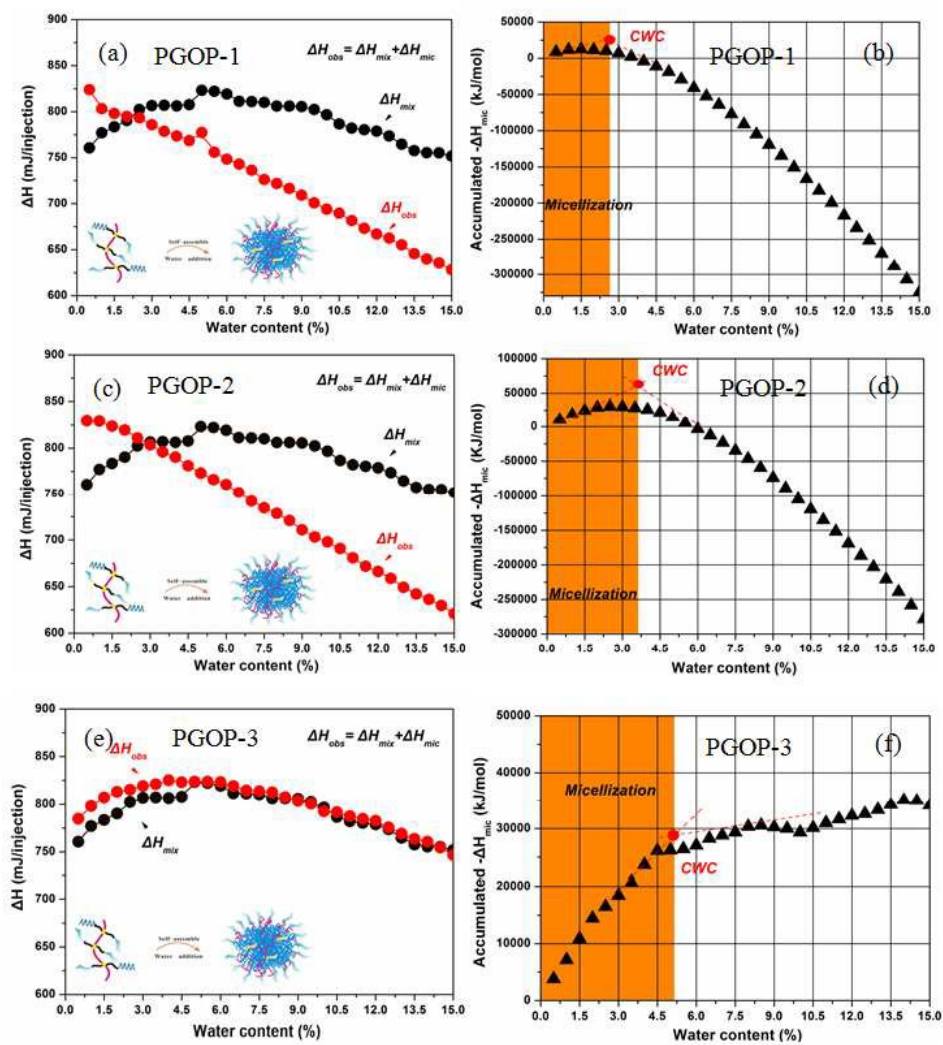 (a) PGOP-1
ΔHobs = ΔHmix + ΔHmic
ΔHmix
ΔHobs
Self-assemble
Water addition
ΔH (mJ/injection)
900
850
800
750
700
650
600
0.0 1.5 3.0 4.5 6.0 7.5 9.0 10.5 12.0 13.5 15.0
Water content (%)
(b) PGOP-1
CWC
Micellization
Accumulated -ΔHmic (kJ/mol)
50000
0
-50000
-100000
-150000
-200000
-250000
-300000
0.0 1.5 3.0 4.5 6.0 7.5 9.0 10.5 12.0 13.5 15.0
Water content (%)
(c) PGOP-2
ΔHobs = ΔHmix + ΔHmic
ΔHmix
ΔHobs
Self-assemble
Water addition
ΔH (mJ/injection)
900
850
800
750
700
650
600
0.0 1.5 3.0 4.5 6.0 7.5 9.0 10.5 12.0 13.5 15.0
Water content (%)
(d) PGOP-2
CWC
Micellization
Accumulated -ΔHmic (KJ/mol)
100000
50000
0
-50000
-100000
-150000
-200000
-250000
-300000
0.0 1.5 3.0 4.5 6.0 7.5 9.0 10.5 12.0 13.5 15.0
Water content (%)
(e) PGOP-3
ΔHobs = ΔHmix + ΔHmic
ΔHobs
ΔHmix
Self-assemble
Water addition
ΔH (mJ/injection)
900
850
800
750
700
650
600
0.0 1.5 3.0 4.5 6.0 7.5 9.0 10.5 12.0 13.5 15.0
Water content (%)
PGOP-3 (f)
Micellization
CWC
Accumulated -ΔHmic (kJ/mol)
50000
40000
30000
20000
10000
0
0.0 1.5 3.0 4.5 6.0 7.5 9.0 10.5 12.0 13.5 15.0
Water content (%)